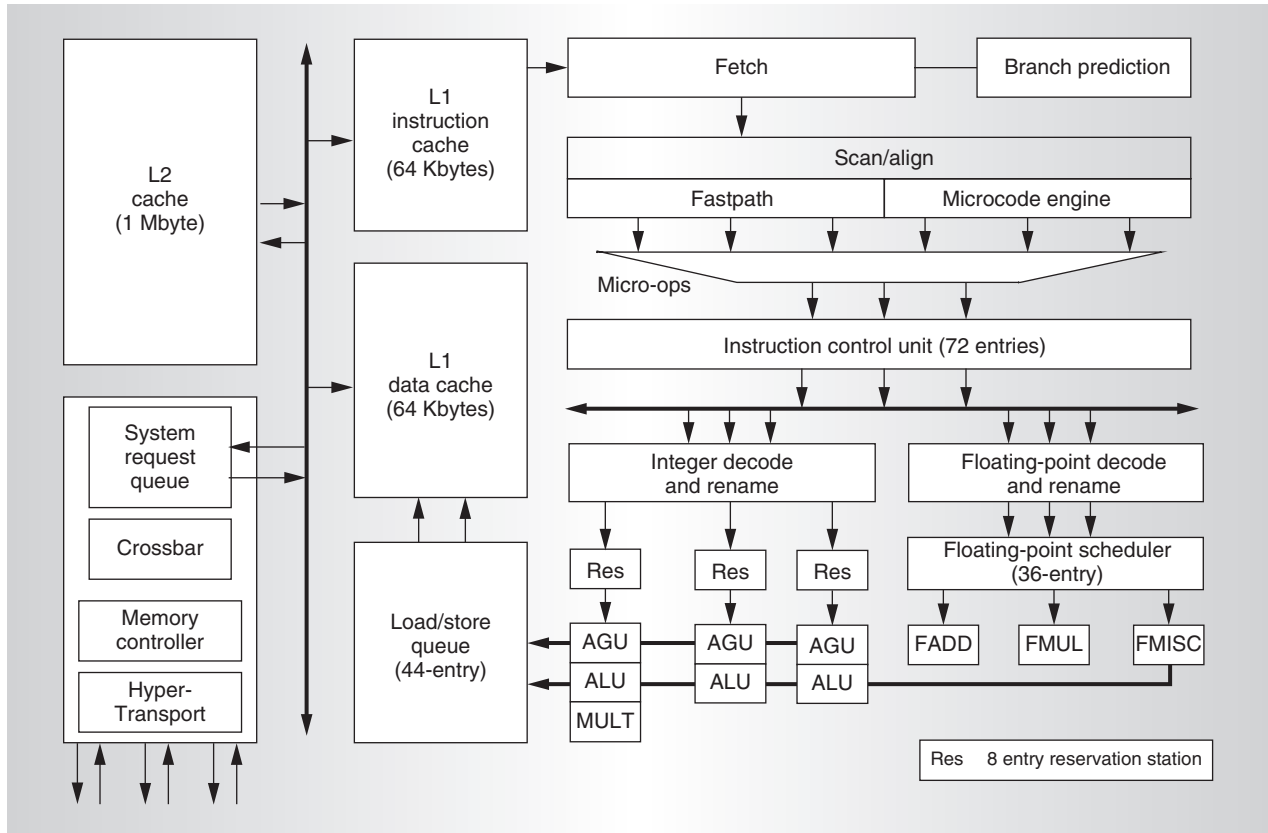 L2
cache
(1 Mbyte)
L1
instruction
cache
(64 Kbytes)
Fetch
Branch prediction
Scan/align
Fastpath
Microcode engine
Micro-ops
Instruction control unit (72 entries)
L1
data cache
(64 Kbytes)
System
request
queue
Crossbar
Memory
controller
Hyper-
Transport
Load/store
queue
(44-entry)
Integer decode
and rename
Floating-point decode
and rename
Res
Res
Res
Floating-point scheduler
(36-entry)
AGU
AGU
AGU
FADD
FMUL
FMISC
ALU
ALU
ALU
MULT
Res 8 entry reservation station